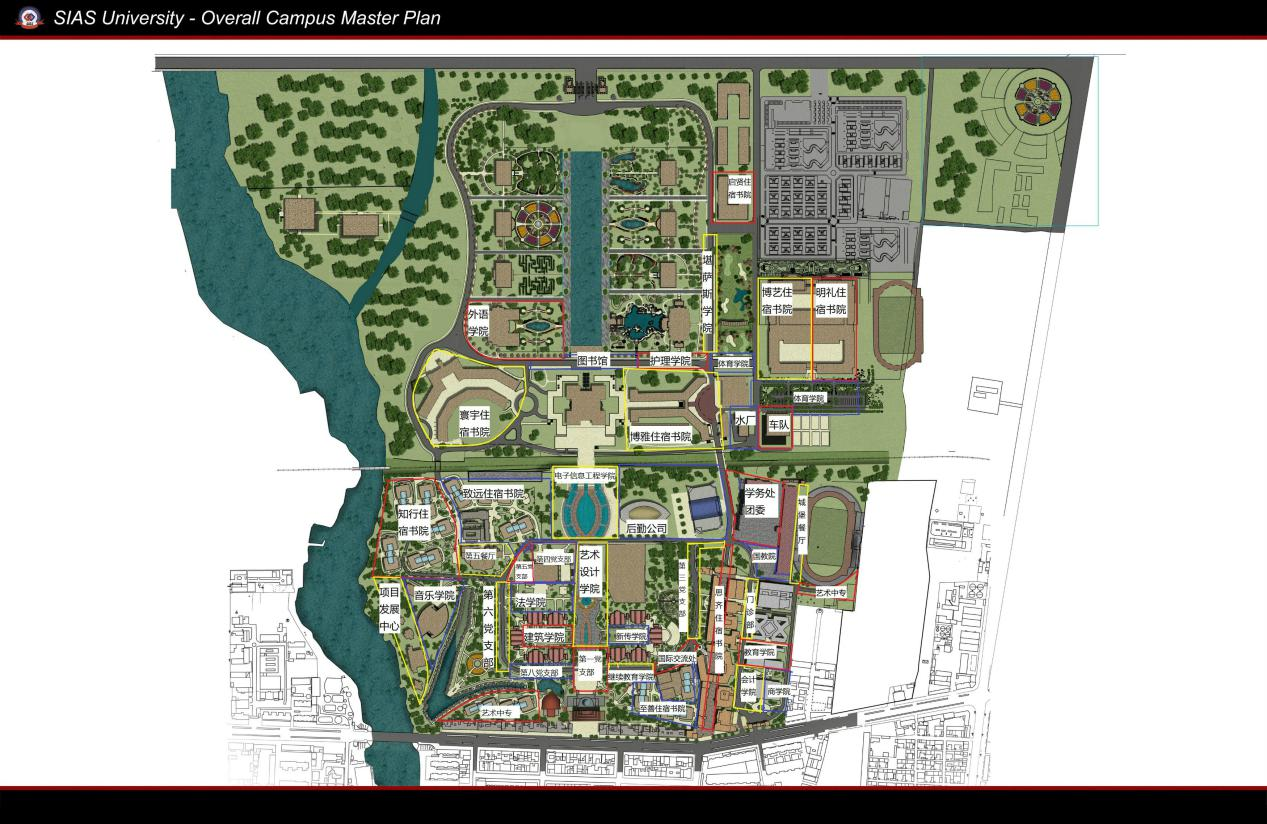 SIAS University - Overall Campus Master Plan
启贤住
宿书院
堪
萨
斯
学
院
博艺住
宿书院
明礼住
宿书院
外语
学院
图书馆
护理学院
体育学院
体育学院
寰宇住
宿书院
博雅住宿书院
水厂
车队
电子信息工程学院
致远住宿书院
知行住
宿书院
后勤公司
学务处
团委
城
堡
餐
厅
第五餐厅
第四党支部
第五党
支部
艺术
设计
学院
国教院
第
二
党
支
部
项目
发展
中心
音乐学院
第
六
党
支
部
法学院
思
齐
住
宿
书
院
门
诊
部
艺术中专
建筑学院
新传学院
教育学院
第一党
支部
国际交流处
第八党支部
继续教育学院
会计
学院
商学院
至善住宿书院
艺术中专